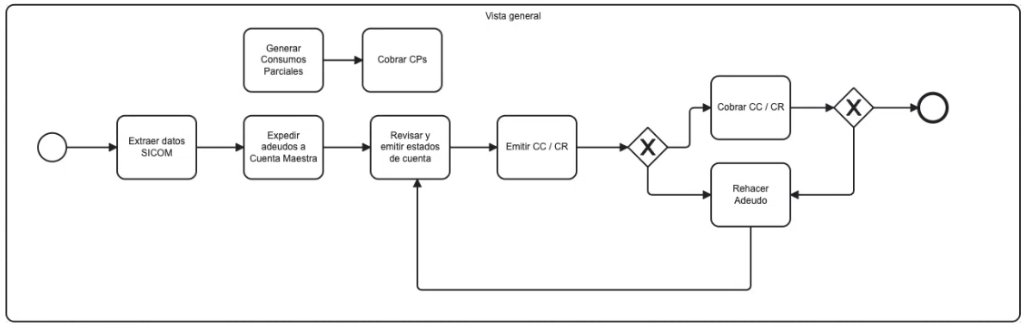 Vista general
Generar
Consumos
Parciales
Cobrar CPs
Extraer datos
SICOM
Expedir
adeudos a
Cuenta Maestra
Revisar y
emitir estados
de cuenta
Emitir CC / CR
X
Cobrar CC / CR
X
Rehacer
Adeudo